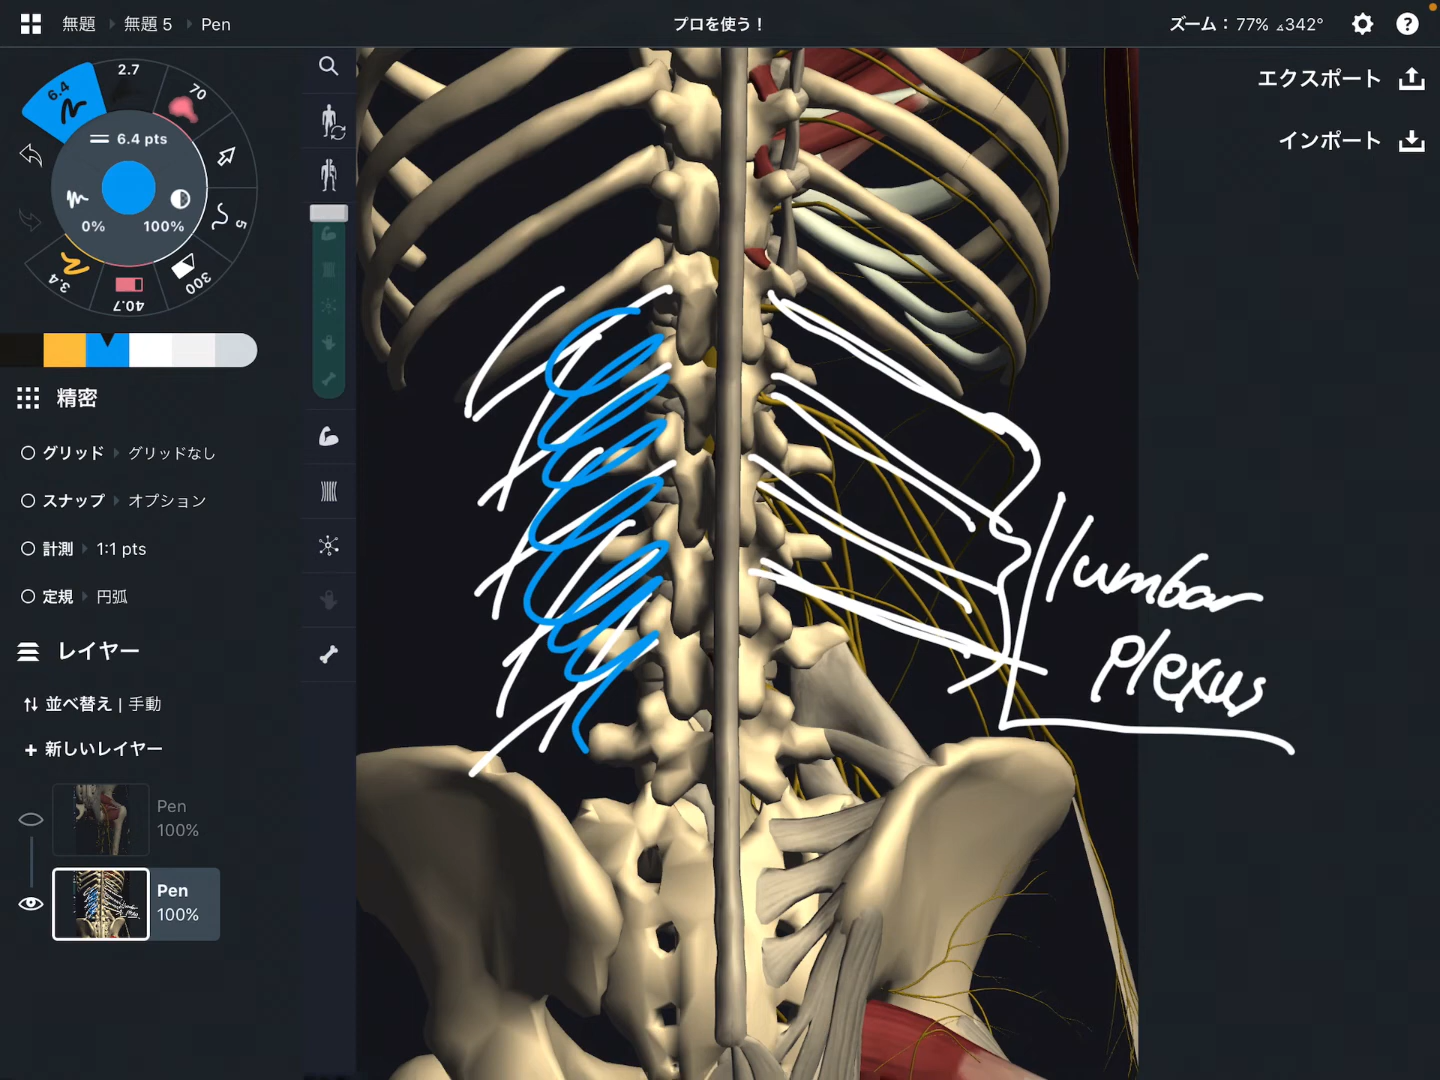 無題 無題 5 Pen
プロを使う！
ズーム： 77% ⦟342°
エクスポート
インポート
2.7
6.4
70
6.4 pts
0% 100%
5
3.4
40.7
300
精密
グリッド グリッドなし
スナップ オプション
計測 1:1 pts
定規 円弧
レイヤー
並べ替え | 手動
+ 新しいレイヤー
Pen
100%
Pen
100%
lumbar
plexus